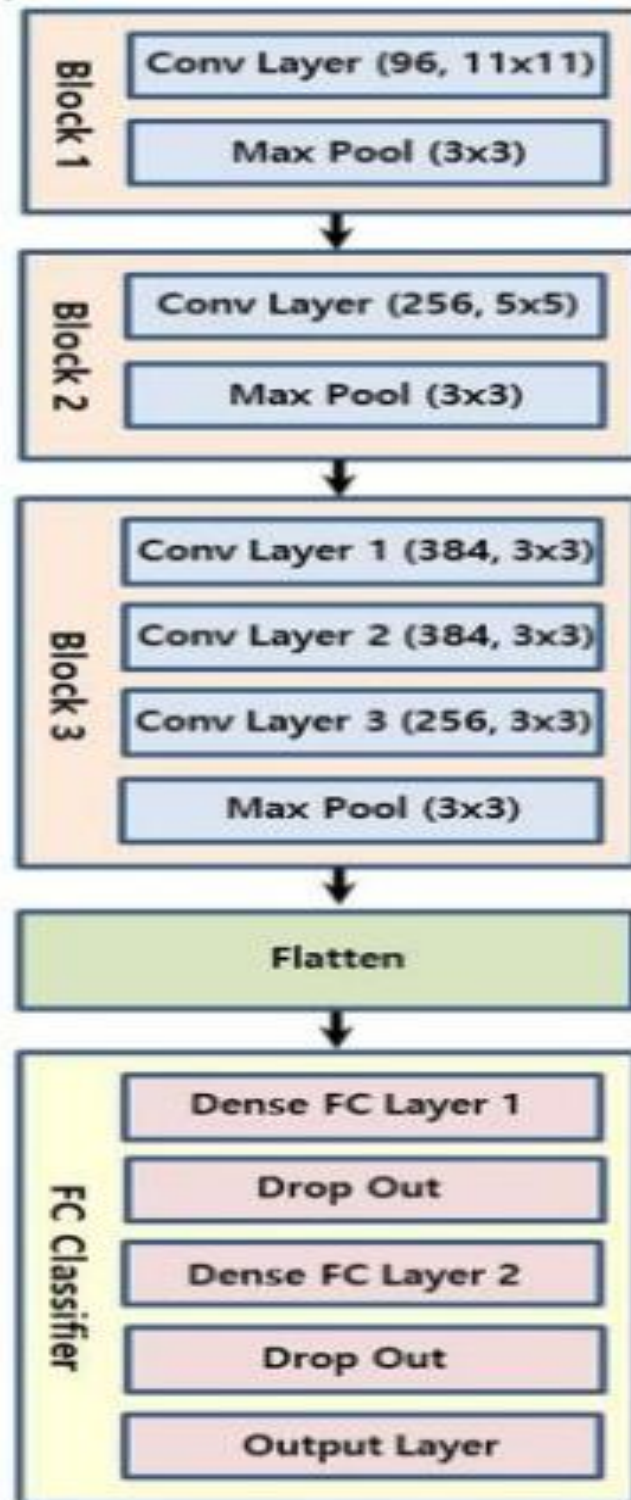 Block 1
Conv Layer (96, 11x11)
Max Pool (3x3)
Block 2
Conv Layer (256, 5x5)
Max Pool (3x3)
Block 3
Conv Layer 1 (384, 3x3)
Conv Layer 2 (384, 3x3)
Conv Layer 3 (256, 3x3)
Max Pool (3x3)
Flatten
FC Classifier
Dense FC Layer 1
Drop Out
Dense FC Layer 2
Drop Out
Output Layer